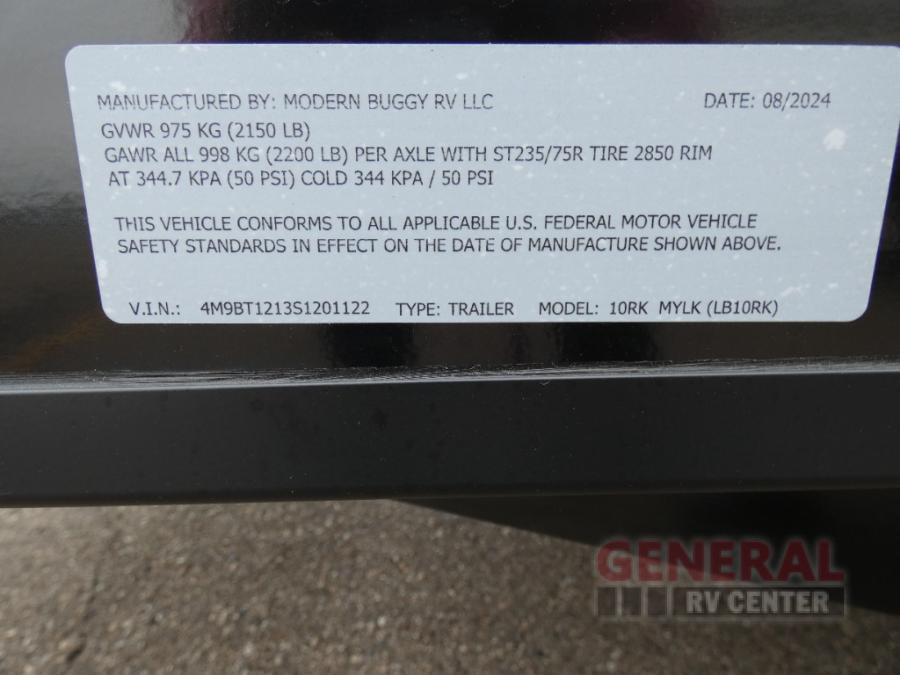 MANUFACTURED BY: MODERN BUGGY RV LLC DATE: 08/2024
GVWR 975 KG (2150 LB)
GAWR ALL 998 KG (2200 LB) PER AXLE WITH ST235/75R TIRE 2850 RIM
AT 344.7 KPA (50 PSI) COLD 344 KPA / 50 PSI
THIS VEHICLE CONFORMS TO ALL APPLICABLE U.S. FEDERAL MOTOR VEHICLE
SAFETY STANDARDS IN EFFECT ON THE DATE OF MANUFACTURE SHOWN ABOVE.
V.I.N.: 4M9BT1213S1201122 TYPE: TRAILER MODEL: 10RK MYLK (LB10RK)
GENERAL
RV CENTER